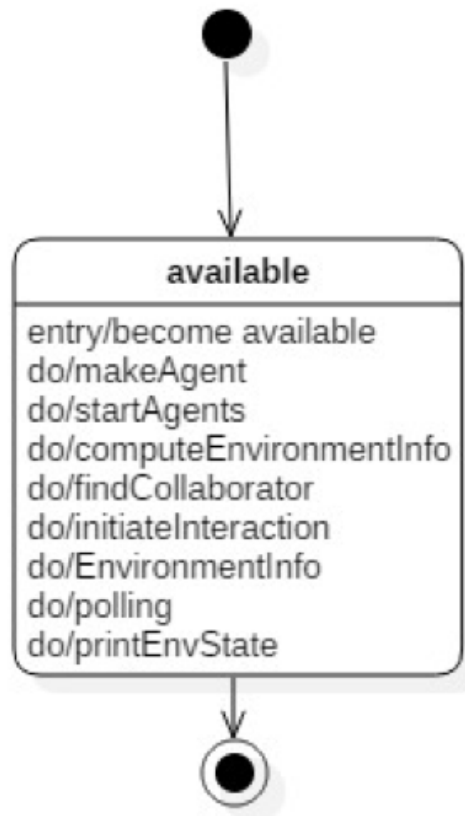 available
entry/become available
do/makeAgent
do/startAgents
do/computeEnvironmentInfo
do/findCollaborator
do/initiateInteraction
do/EnvironmentInfo
do/polling
do/printEnvState